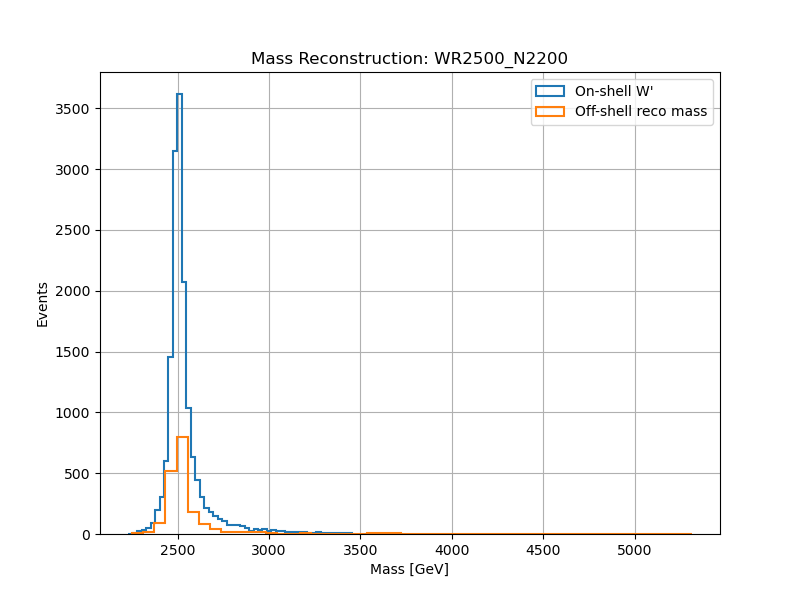 Mass Reconstruction: WR2500_N2200
On-shell W'
Off-shell reco mass
3500
3000
2500
2000
1500
1000
500
0
Events
2500 3000 3500 4000 4500 5000
Mass [GeV]